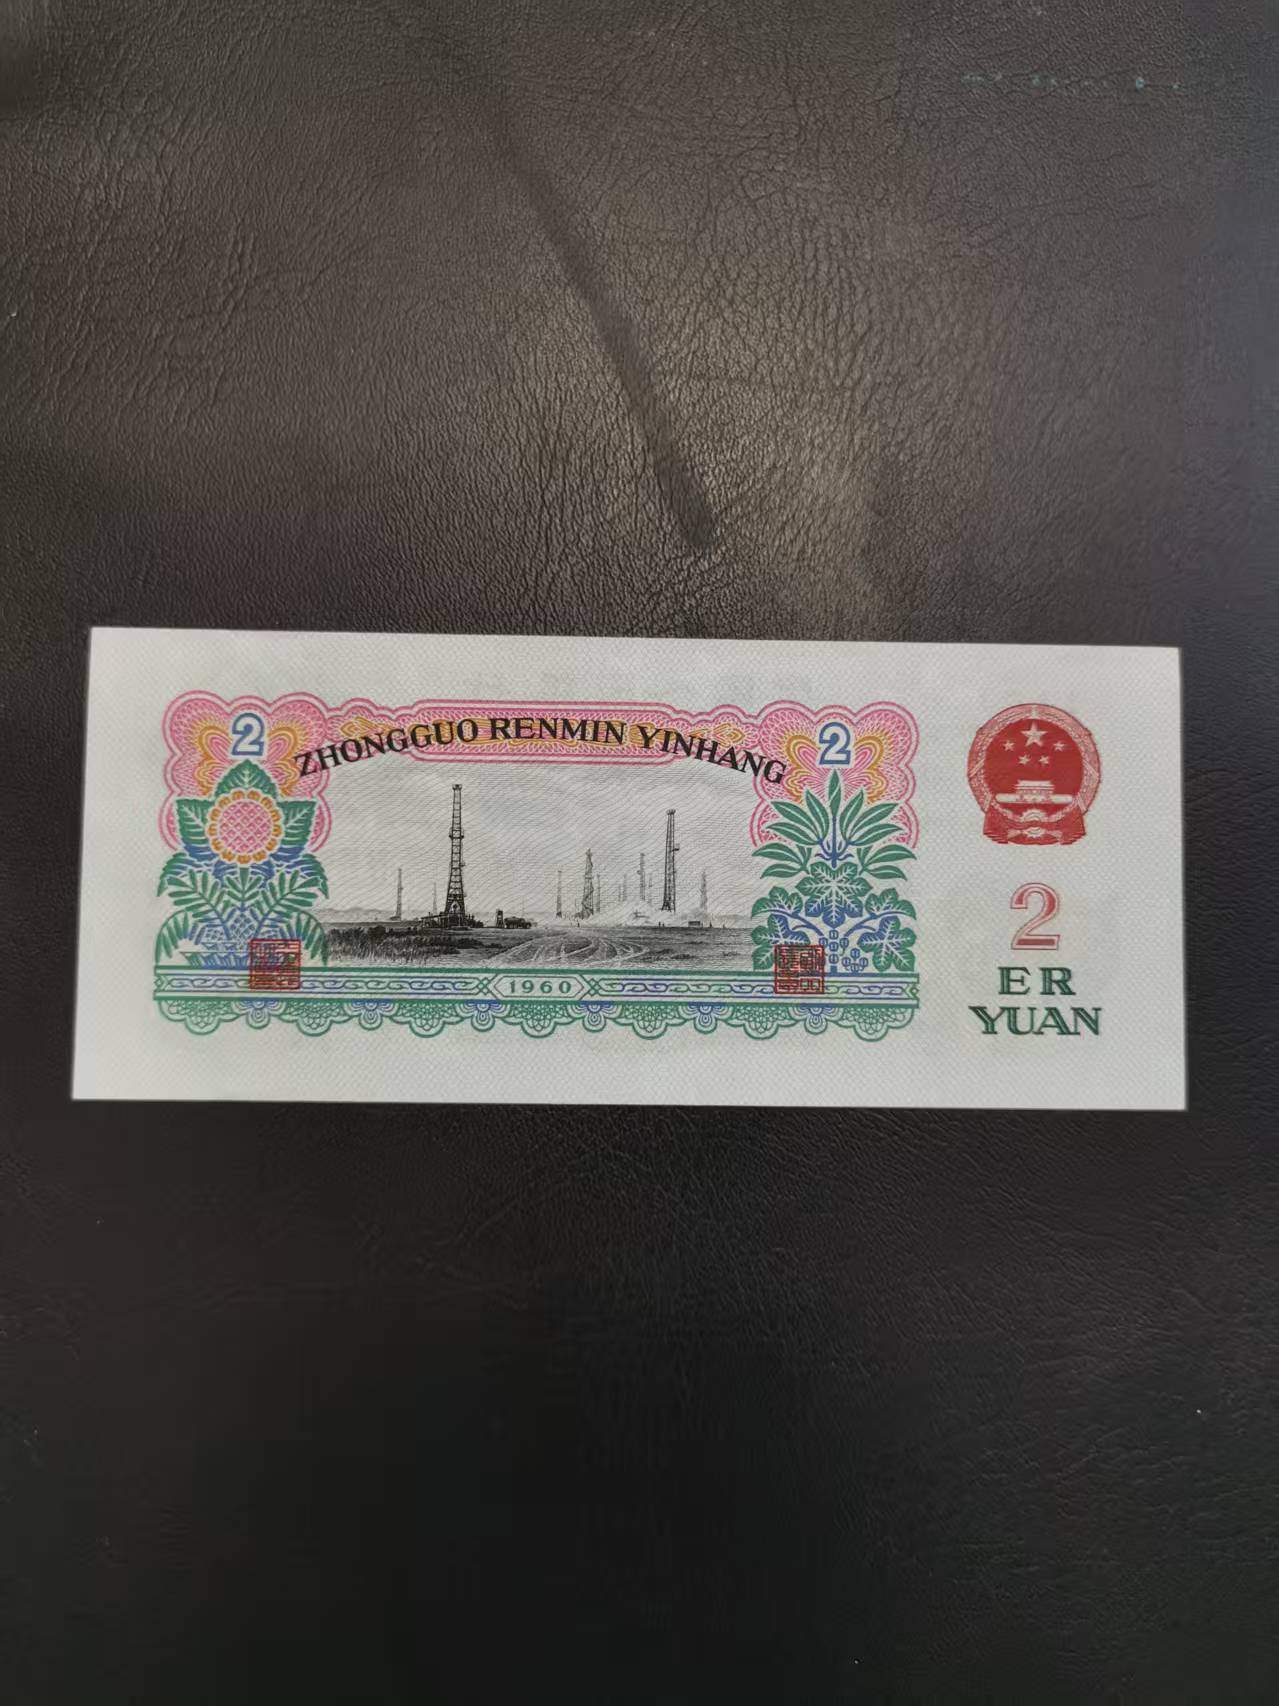 2
ZHONGGUO RENMIN YINHANG
2
2
ER
YUAN
1960